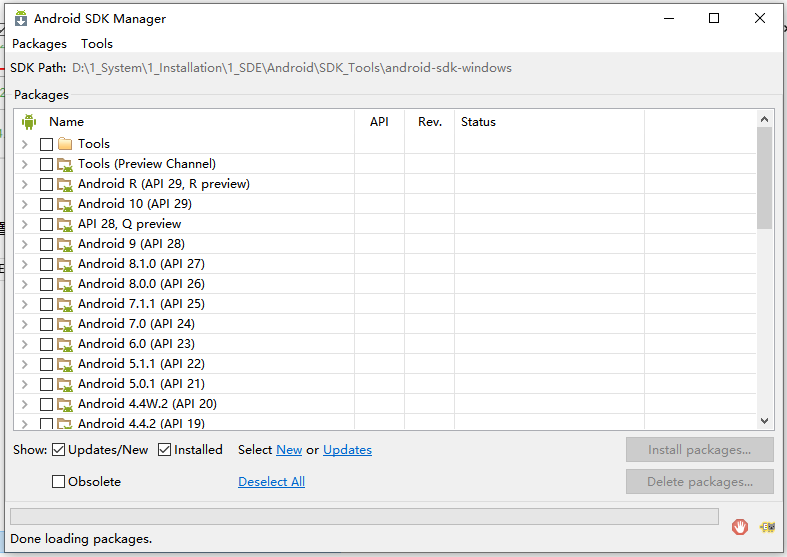 Android SDK Manager
Packages Tools
SDK Path: D:\1_System\1_Installation\1_SDE\Android\SDK_Tools\android-sdk-windows
Packages
Name API Rev. Status
Tools
Tools (Preview Channel)
Android R (API 29, R preview)
Android 10 (API 29)
API 28, Q preview
Android 9 (API 28)
Android 8.1.0 (API 27)
Android 8.0.0 (API 26)
Android 7.1.1 (API 25)
Android 7.0 (API 24)
Android 6.0 (API 23)
Android 5.1.1 (API 22)
Android 5.0.1 (API 21)
Android 4.4W.2 (API 20)
Android 4.4.2 (API 19)
Show: Updates/New Installed Select New or Updates Install packages...
Obsolete Deselect All Delete packages...
Done loading packages.